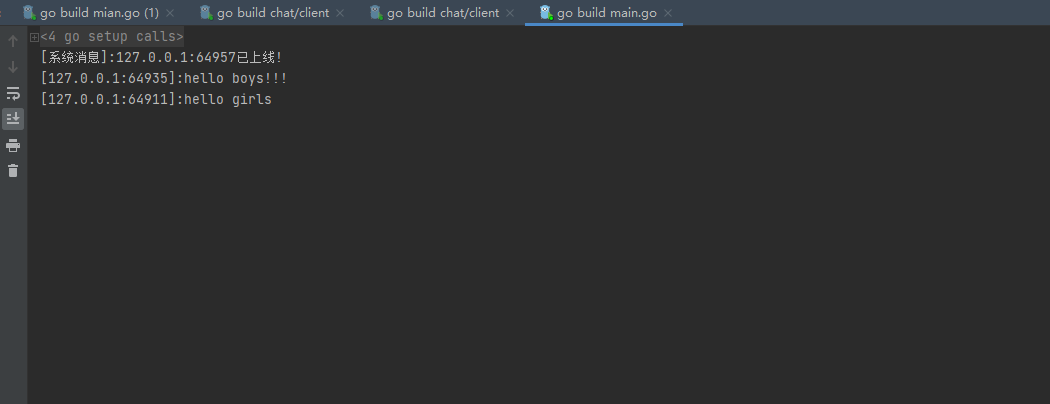 go build mian.go (1) go build chat/client go build chat/client go build main.go
<4 go setup calls>
[系统消息]:127.0.0.1:64957已上线!
[127.0.0.1:64935]:hello boys!!!
[127.0.0.1:64911]:hello girls